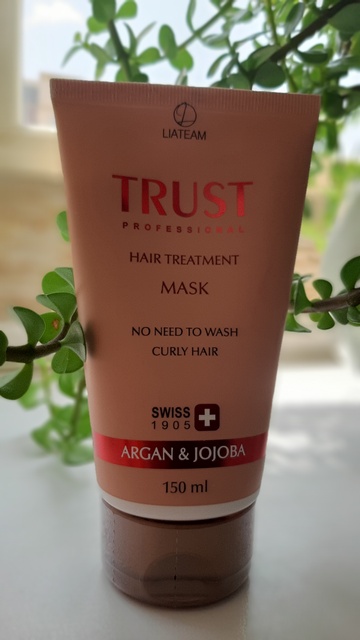 LIATEAM
TRUST
PROFESSIONAL
HAIR TREATMENT
MASK
NO NEED TO WASH
CURLY HAIR
SWISS
1905
ARGAN & JOJOBA
150 ml